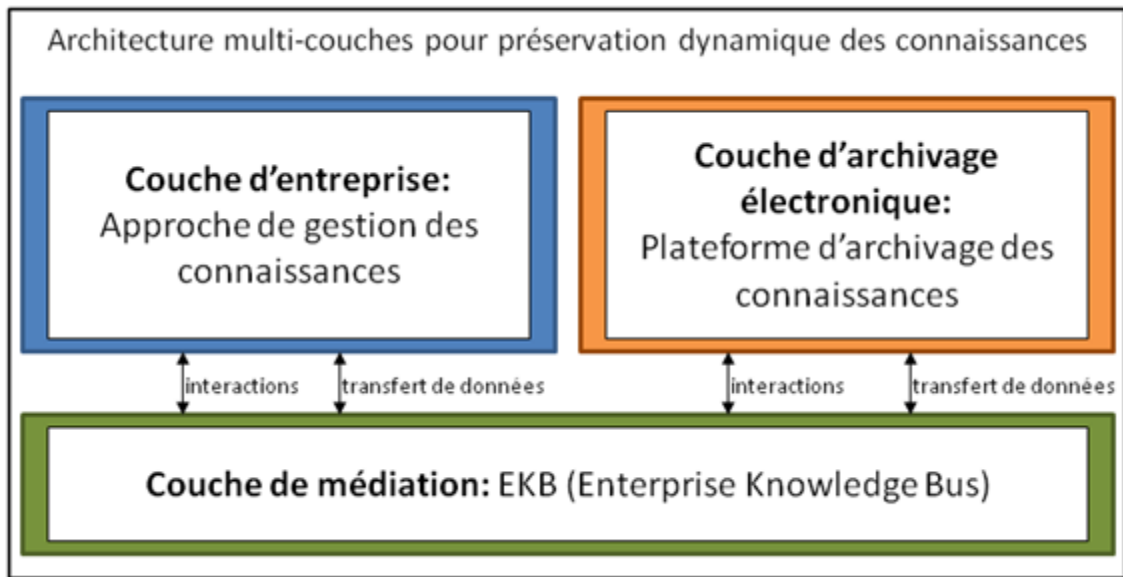 Architecture multi-couches pour préservation dynamique des connaissances
Couche d’entreprise:
Approche de gestion des
connaissances
Couche d’archivage
électronique:
Plateforme d’archivage des
connaissances
interactions
transfert de données
interactions
transfert de données
Couche de médiation: EKB (Enterprise Knowledge Bus)